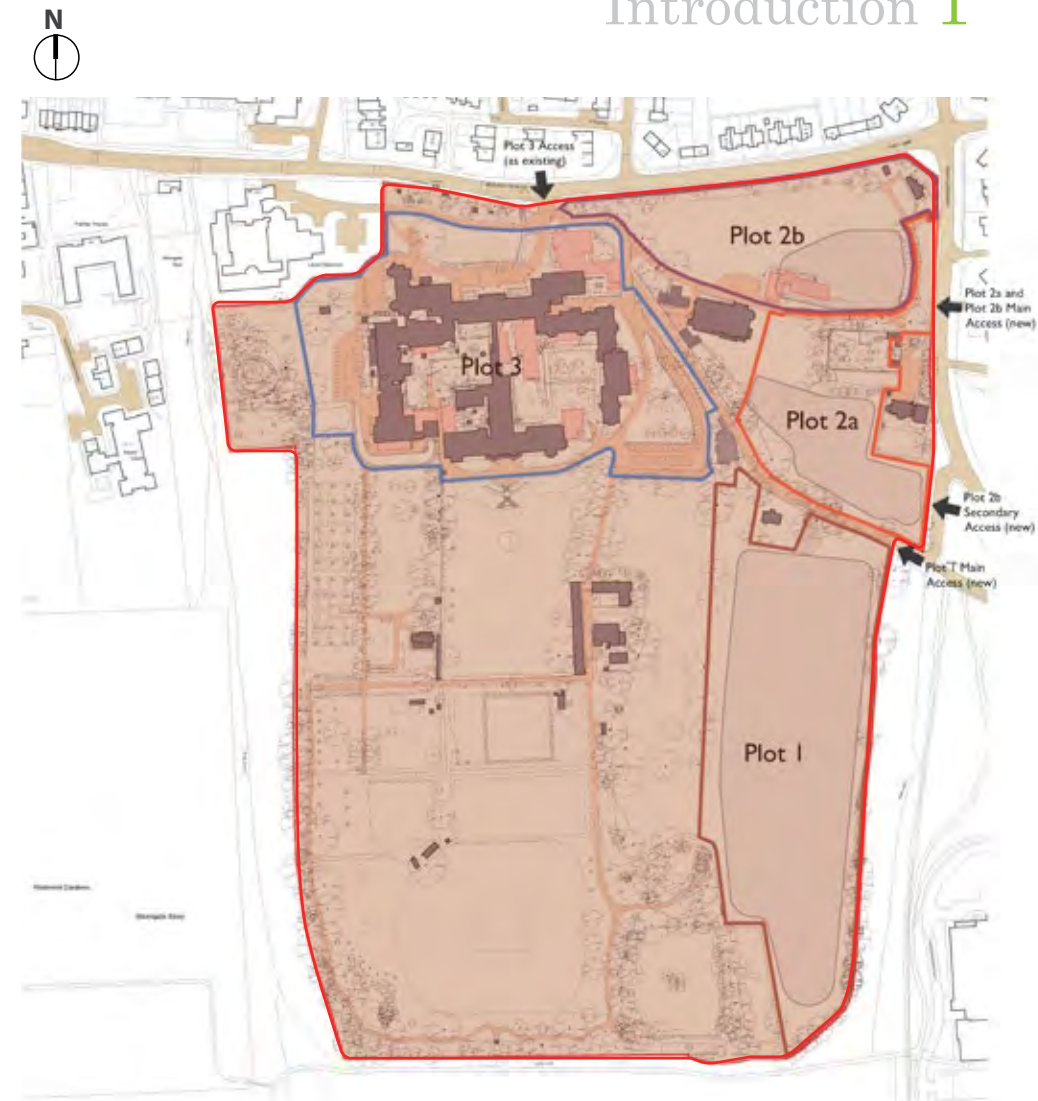 Introduction 1
N
Plot 3 Access
(as existing)
Plot 2b
Plot 2a and
Plot 2b Main
Access (new)
Plot 3
Plot 2a
Plot 2b
Secondary
Access (new)
Plot 1 Main
Access (new)
Plot 1